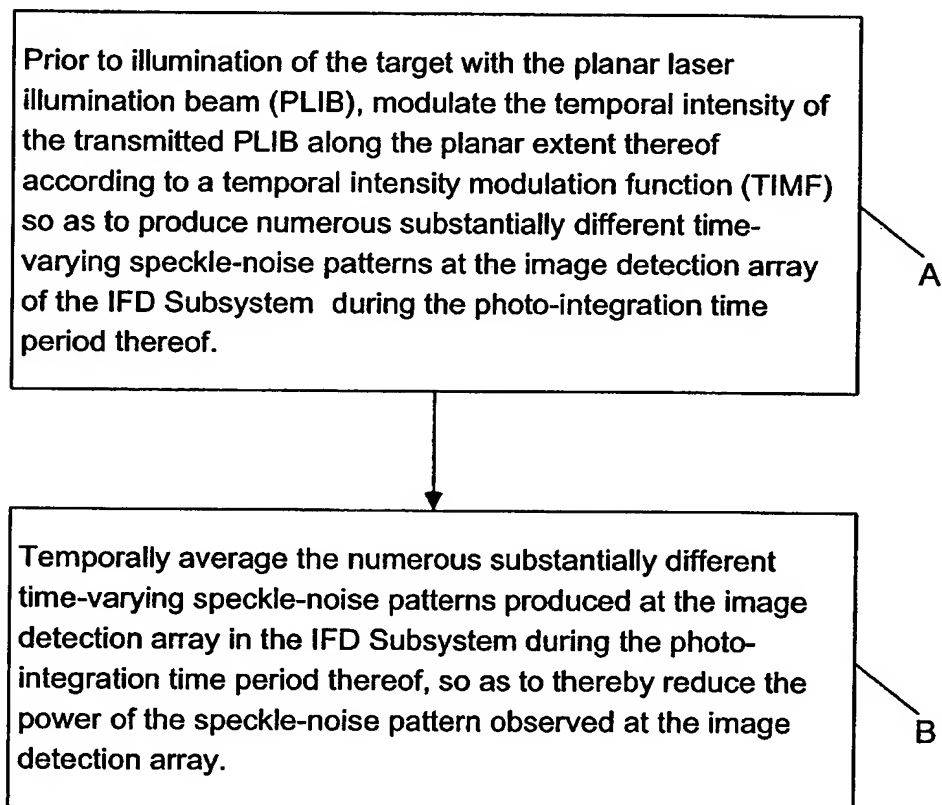 Prior to illumination of the target with the planar laser
illumination beam (PLIB), modulate the temporal intensity of
the transmitted PLIB along the planar extent thereof
according to a temporal intensity modulation function (TIMF)
so as to produce numerous substantially different time-
varying speckle-noise patterns at the image detection array
of the IFD Subsystem during the photo-integration time
period thereof.
A
Temporally average the numerous substantially different
time-varying speckle-noise patterns produced at the image
detection array in the IFD Subsystem during the photo-
integration time period thereof, so as to thereby reduce the
power of the speckle-noise pattern observed at the image
detection array.
B